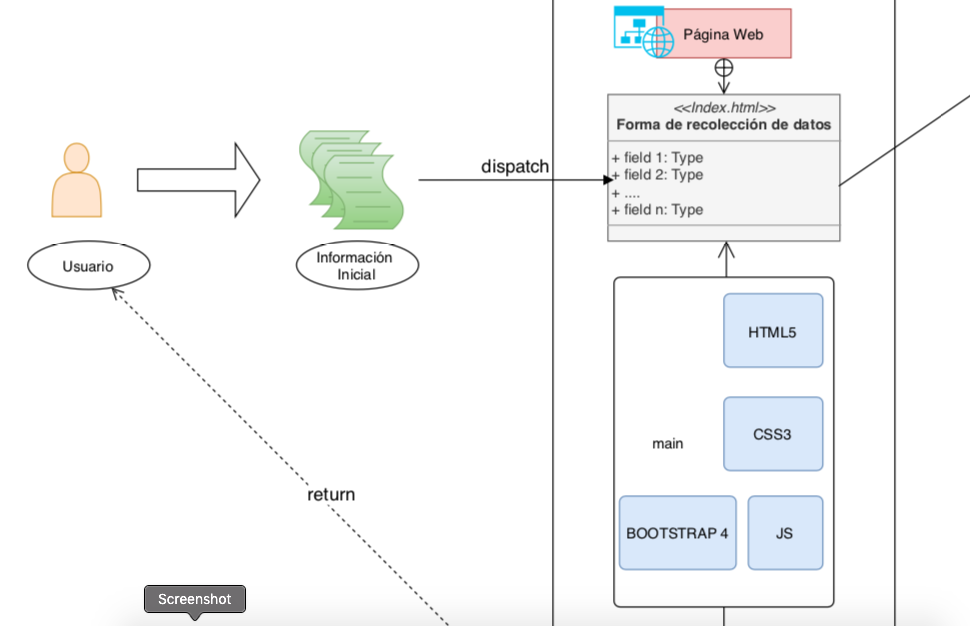 Página Web
<<Index.html>>
Forma de recolección de datos
+ field 1: Type
+ field 2: Type
+ ....
+ field n: Type
dispatch
Usuario
Información
Inicial
HTML5
CSS3
main
BOOTSTRAP 4
JS
return
Screenshot